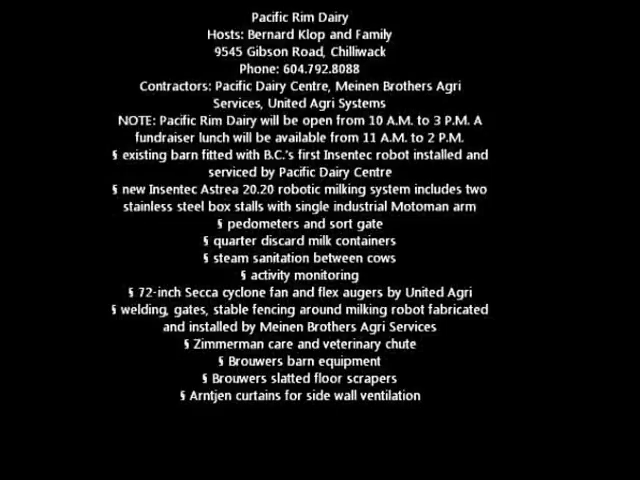 Pacific Rim Dairy
Hosts: Bernard Klop and Family
9545 Gibson Road, Chilliwack
Phone: 604.792.8088
Contractors: Pacific Dairy Centre, Meinen Brothers Agri
Services, United Agri Systems
NOTE: Pacific Rim Dairy will be open from 10 A.M. to 3 P.M. A
fundraiser lunch will be available from 11 A.M. to 2 P.M.
§ existing barn fitted with B.C.'s first Insentec robot installed and
serviced by Pacific Dairy Centre
§ new Insentec Astrea 20.20 robotic milking system includes two
stainless steel box stalls with single industrial Motoman arm
§ pedometers and sort gate
§ quarter discard milk containers
§ steam sanitation between cows
§ activity monitoring
§ 72-inch Secca cyclone fan and flex augers by United Agri
§ welding, gates, stable fencing around milking robot fabricated
and installed by Meinen Brothers Agri Services
§ Zimmerman care and veterinary chute
§ Brouwers barn equipment
§ Brouwers slatted floor scrapers
§ Arntjen curtains for side wall ventilation